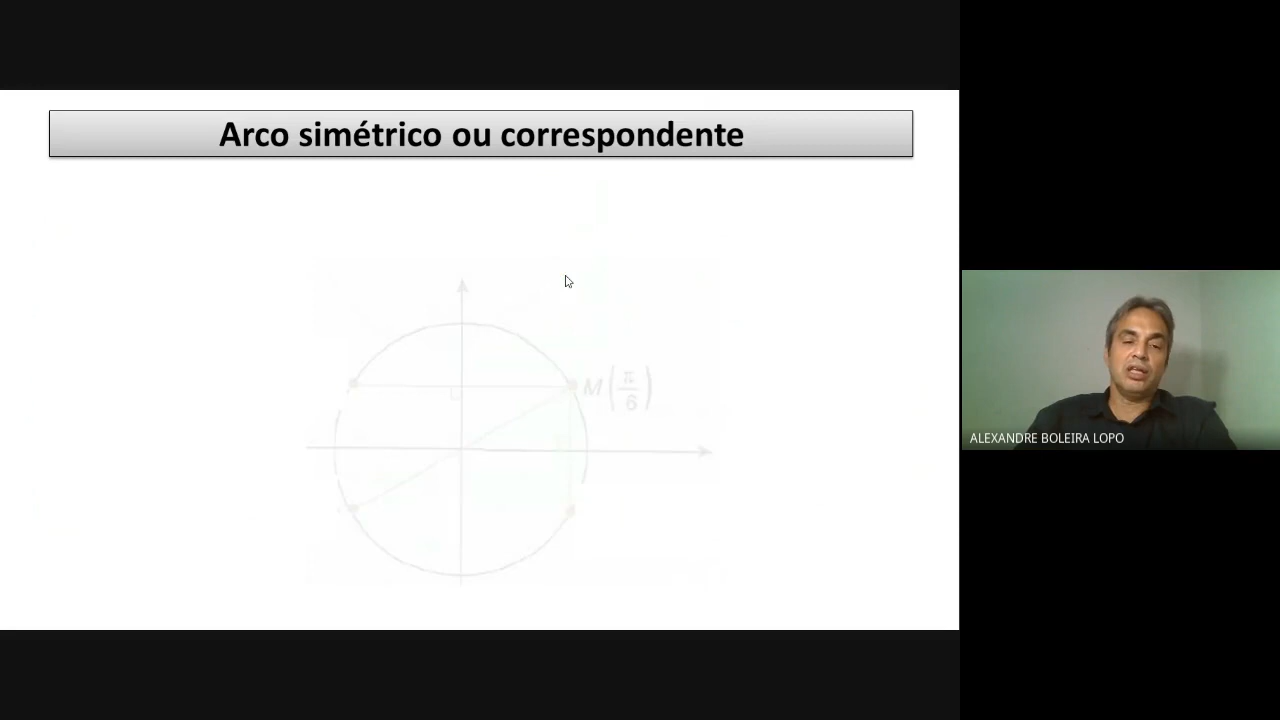 Arco simétrico ou correspondente
M(π/6)
ALEXANDRE BOLEIRA LOPO